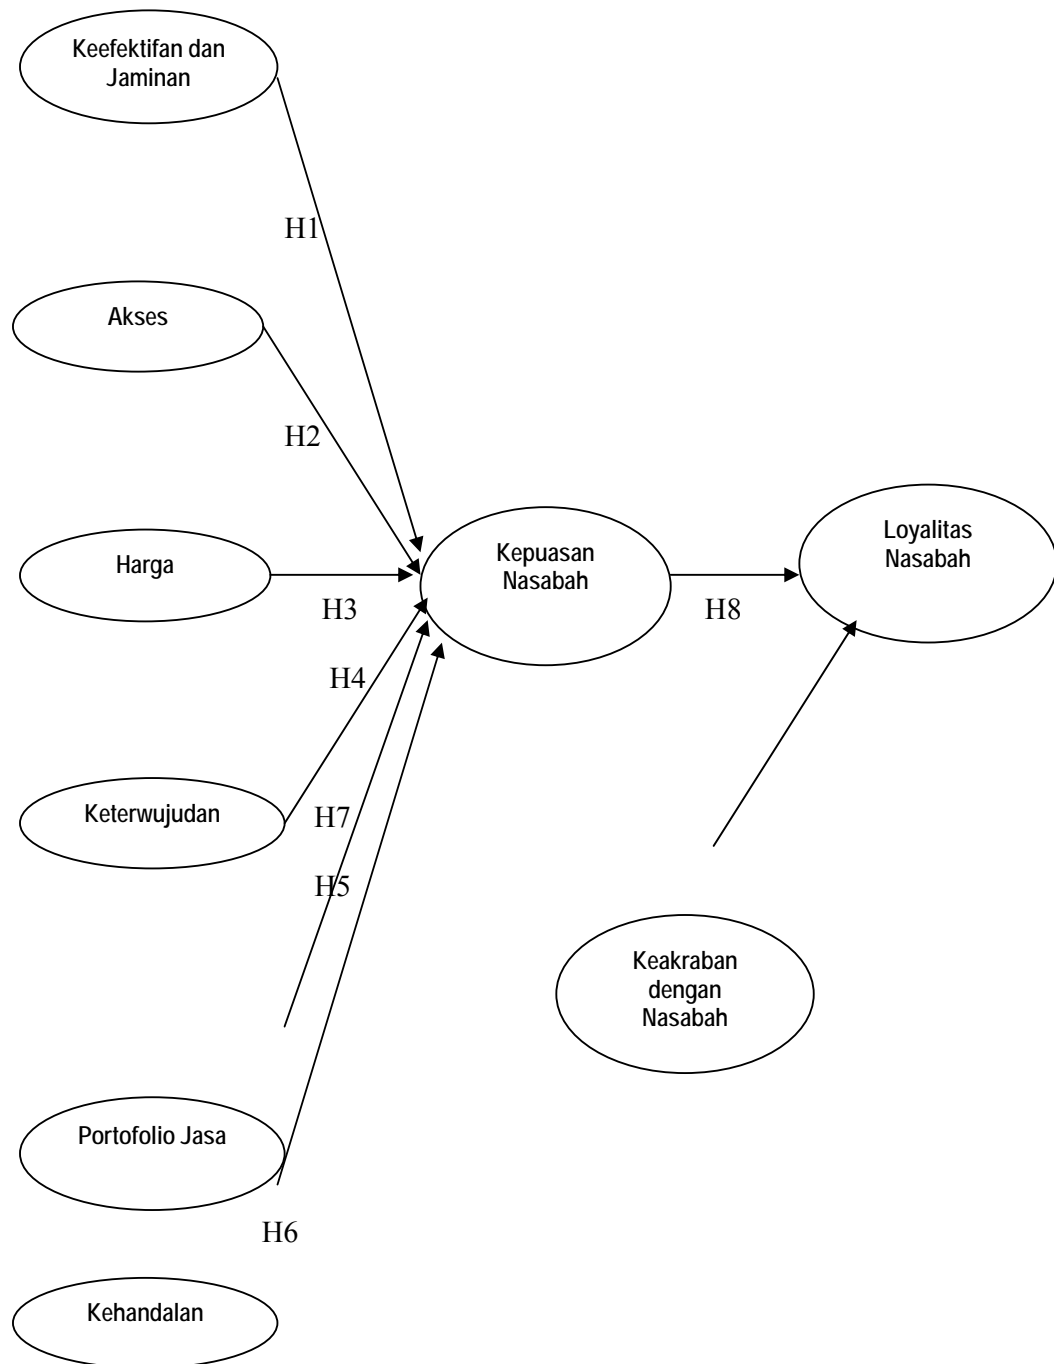 Keefektifan dan
Jaminan
H1
Akses
H2
Harga
H3
Kepuasan
Nasabah
H8
Loyalitas
Nasabah
H4
Keterwujudan
H7
H5
Keakraban
dengan
Nasabah
Portofolio Jasa
H6
Kehandalan